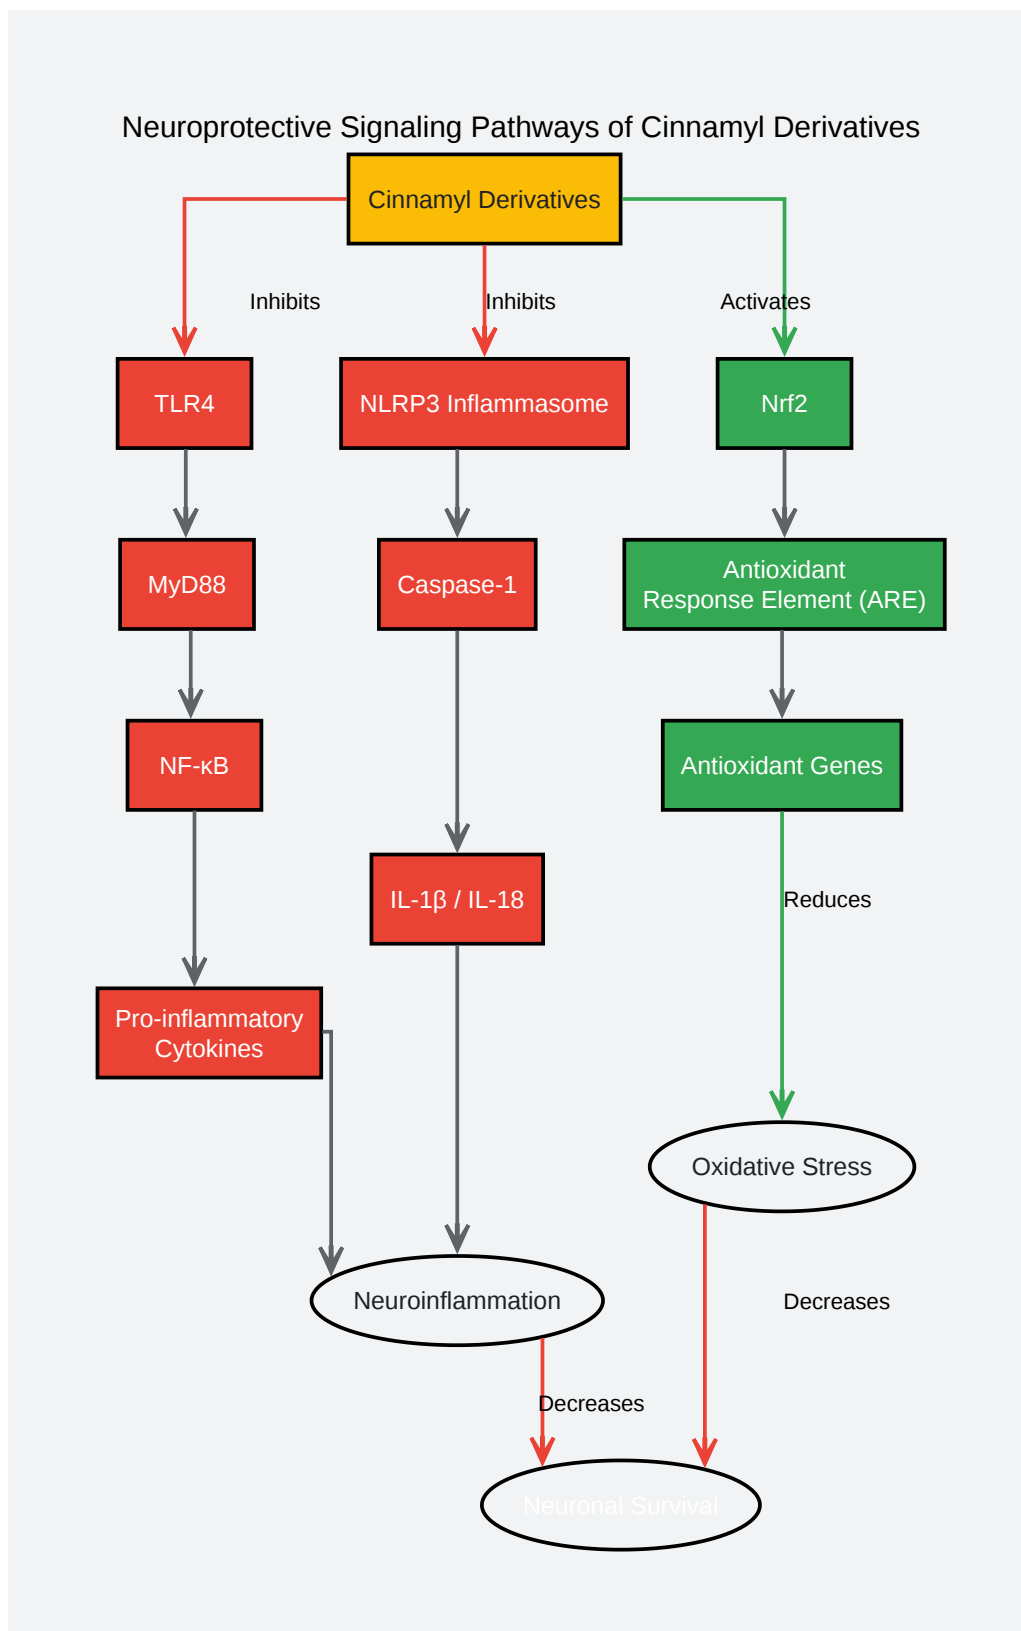 Neuroprotective Signaling Pathways of Cinnamyl Derivatives
Cinnamyl Derivatives
Inhibits
Inhibits
Activates
TLR4
NLRP3 Inflammasome
Nrf2
MyD88
Caspase-1
Antioxidant
Response Element (ARE)
NF-κB
Antioxidant Genes
IL-1β / IL-18
Reduces
Pro-inflammatory
Cytokines
Oxidative Stress
Neuroinflammation
Decreases
Decreases
Neuronal Survival